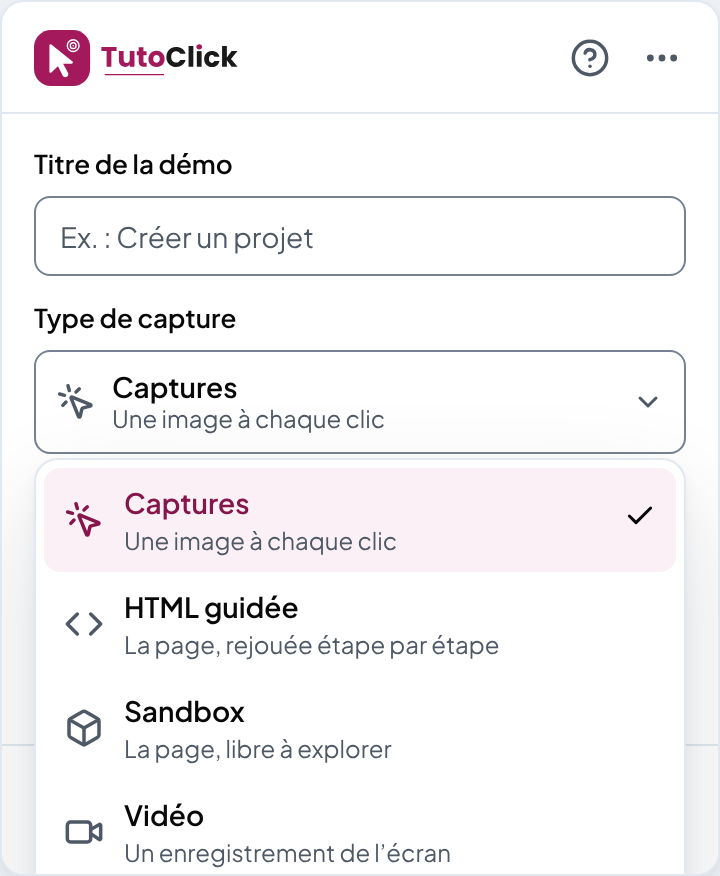 TutoClick
Titre de la démo
Ex. : Créer un projet
Type de capture
Captures
Une image à chaque clic
Captures
Une image à chaque clic
HTML guidée
La page, rejouée étape par étape
Sandbox
La page, libre à explorer
Vidéo
Un enregistrement de l’écran